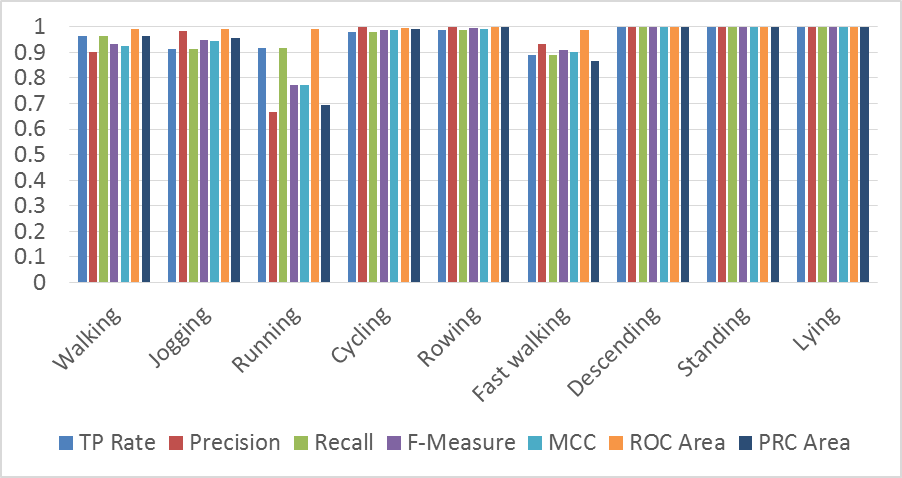 1
0.9
0.8
0.7
0.6
0.5
0.4
0.3
0.2
0.1
0
Walking
Jogging
Running
Cycling
Rowing
Fast walking
Descending
Standing
Lying
TP Rate Precision Recall F-Measure MCC ROC Area PRC Area